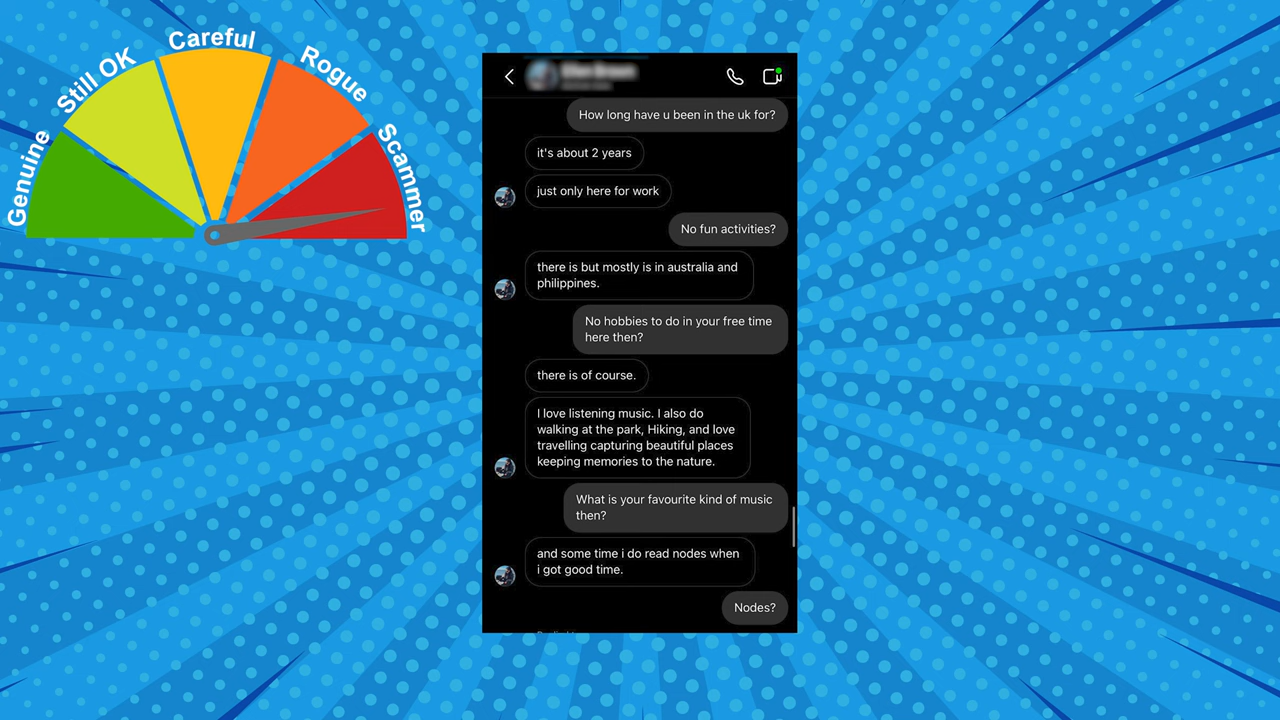 Genuine
Still OK
Careful
Rogue
Scammer
How long have u been in the uk for?
it's about 2 years
just only here for work
No fun activities?
there is but mostly is in australia and
philippines.
No hobbies to do in your free time
here then?
there is of course.
I love listening music. I also do
walking at the park, Hiking, and love
travelling capturing beautiful places
keeping memories to the nature.
What is your favourite kind of music
then?
and some time i do read nodes when
i got good time.
Nodes?